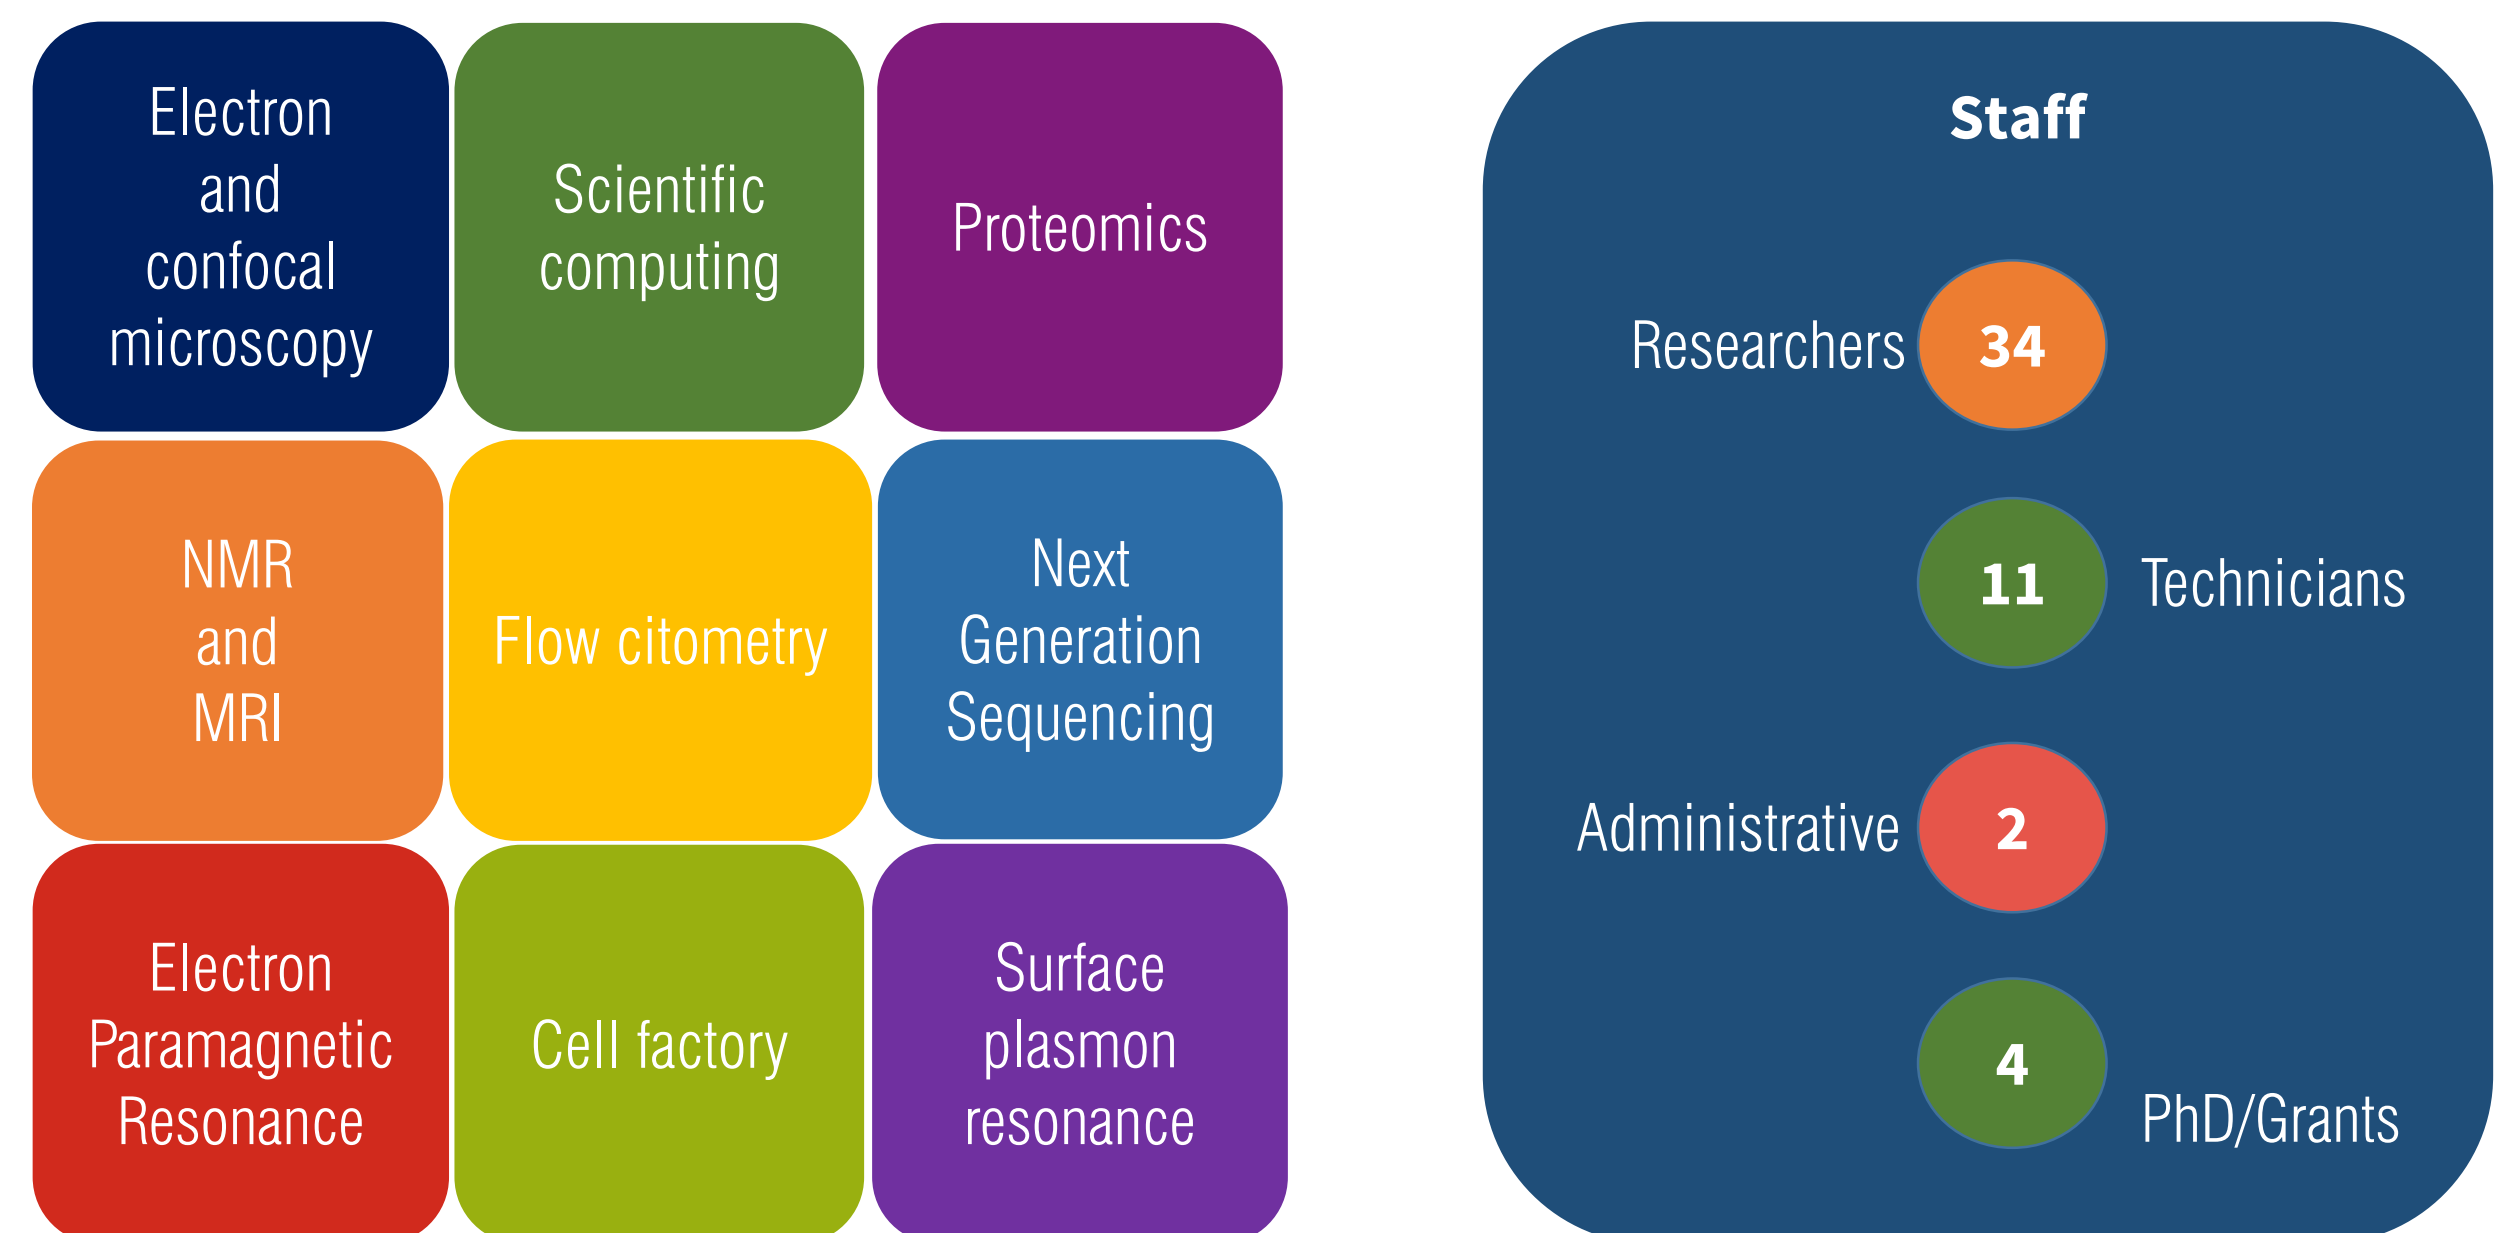 Electron
and
confocal
microscopy
Scientific
computing
Proteomics
NMR
and
MRI
Flow citometry
Next
Generation
Sequencing
Electron
Paramagnetic
Resonance
Cell factory
Surface
plasmon
resonance
Staff
Researchers 34
11 Technicians
Administrative 2
4
PhD/Grants